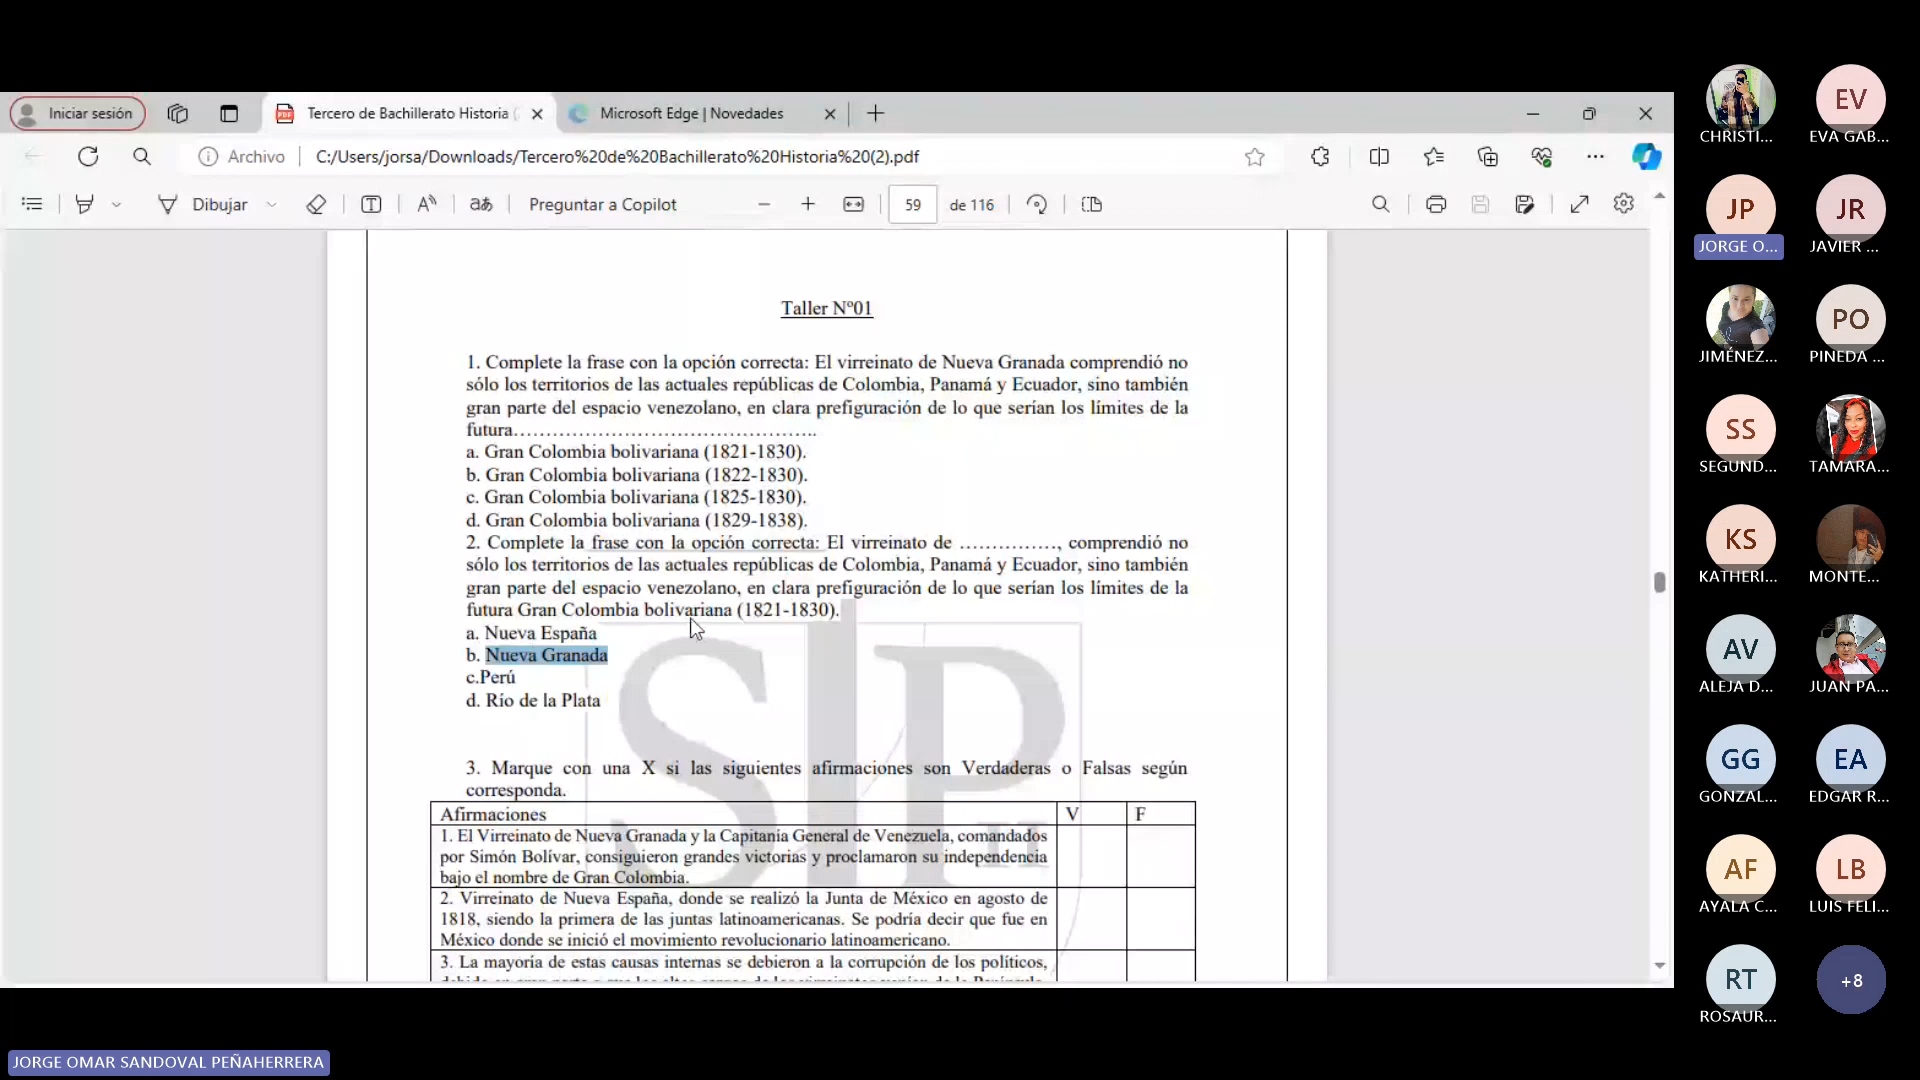 Iniciar sesión
Tercero de Bachillerato Historia (
Microsoft Edge | Novedades
Archivo
C:/Users/jorsa/Downloads/Tercero%20de%20Bachillerato%20Historia%20(2).pdf
Dibujar
Preguntar a Copilot
59
de 116
Taller N°01
1. Complete la frase con la opción correcta: El virreinato de Nueva Granada comprendió no
sólo los territorios de las actuales repúblicas de Colombia, Panamá y Ecuador, sino también
gran parte del espacio venezolano, en clara prefiguración de lo que serían los límites de la
futura……………………………………….
a. Gran Colombia bolivariana (1821-1830).
b. Gran Colombia bolivariana (1822-1830).
c. Gran Colombia bolivariana (1825-1830).
d. Gran Colombia bolivariana (1829-1838).
2. Complete la frase con la opción correcta: El virreinato de ……………, comprendió no
sólo los territorios de las actuales repúblicas de Colombia, Panamá y Ecuador, sino también
gran parte del espacio venezolano, en clara prefiguración de lo que serían los límites de la
futura Gran Colombia bolivariana (1821-1830).
a. Nueva España
b. Nueva Granada
c.Perú
d. Río de la Plata
3. Marque con una X si las siguientes afirmaciones son Verdaderas o Falsas según
corresponda.
Afirmaciones V F
1. El Virreinato de Nueva Granada y la Capitanía General de Venezuela, comandados
por Simón Bolívar, consiguieron grandes victorias y proclamaron su independencia
bajo el nombre de Gran Colombia.
2. Virreinato de Nueva España, donde se realizó la Junta de México en agosto de
1818, siendo la primera de las juntas latinoamericanas. Se podría decir que fue en
México donde se inició el movimiento revolucionario latinoamericano.
3. La mayoría de estas causas internas se debieron a la corrupción de los políticos,
CHRISTI...
EV
EVA GAB...
JP
JORGE O...
JR
JAVIER ...
JIMÉNEZ...
PO
PINEDA ...
SS
SEGUND...
TAMARA...
KS
KATHERI...
MONTE...
AV
ALEJA D...
JUAN PA...
GG
GONZAL...
EA
EDGAR R...
AF
AYALA C...
LB
LUIS FELI...
RT
ROSAUR...
+8
JORGE OMAR SANDOVAL PEÑAHERRERA